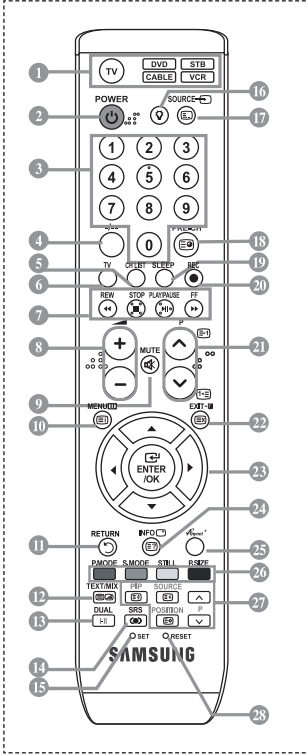 1 TV DVD STB
CABLE VCR
POWER SOURCE 16
2 17
3 1 2 3
4 5 6
7 8 9
4 0 PRE-CH 18
5 TV CH LIST SLEEP REC 19
6 20
REW STOP PLAY/PAUSE FF
7
P
8 + MUTE 21
9 −
10 MENU EXIT 22
ENTER
/OK 23
24
11 RETURN INFO 25
P.MODE S.MODE STILL P.SIZE 26
12 TEXT/MIX PIP SOURCE 27
13 DUAL SRS POSITION P
I-II
14 SET RESET
15 SAMSUNG
28